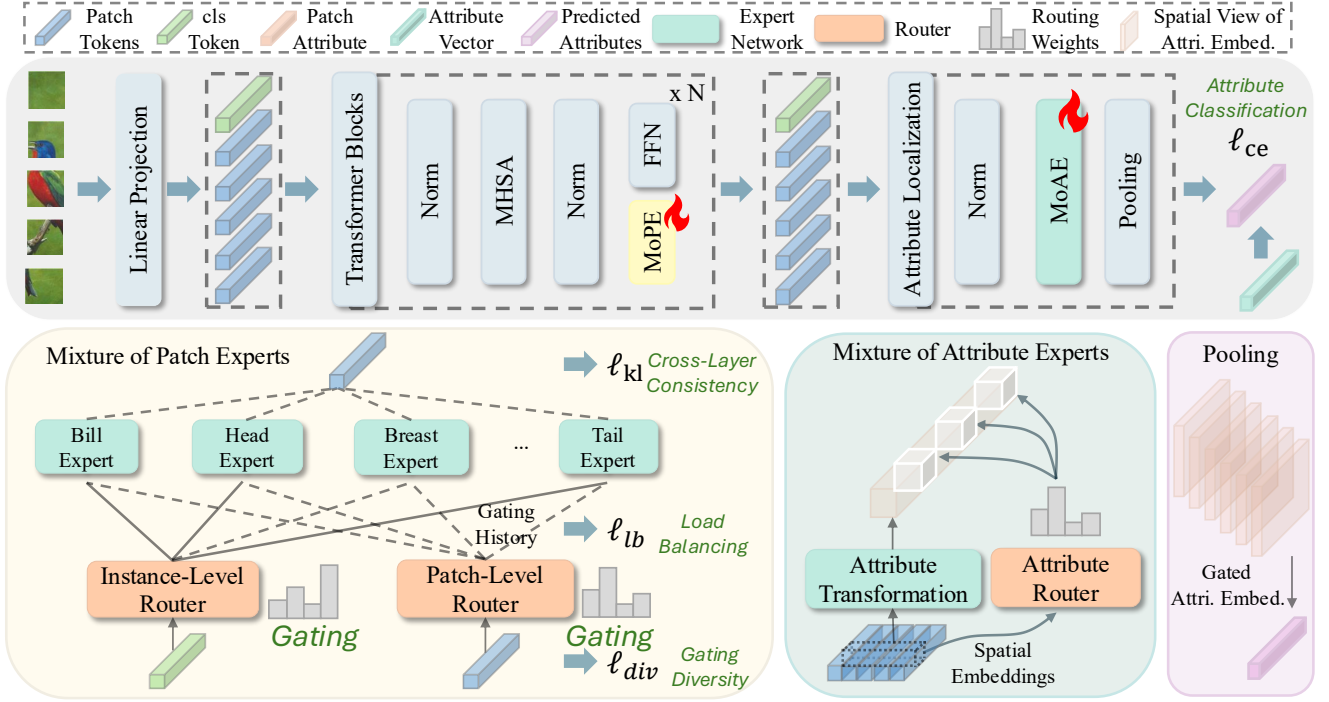 Patch
Tokens
cls
Token
Patch
Attribute
Attribute
Vector
Predicted
Attributes
Expert
Network
Router
Routing
Weights
Spatial View of
Attri. Embed.
Linear Projection
Transformer Blocks
Norm
MHSA
Norm
FFN
x N
MoPE
Attribute Localization
Norm
MoAE
Pooling
Attribute
Classification
ℓce
Mixture of Patch Experts
ℓkl
Cross-Layer
Consistency
Bill
Expert
Head
Expert
Breast
Expert
...
Tail
Expert
Gating
History
ℓlb
Load
Balancing
Instance-Level
Router
Gating
Patch-Level
Router
Gating
ℓdiv
Gating
Diversity
Mixture of Attribute Experts
Attribute
Transformation
Attribute
Router
Spatial
Embeddings
Pooling
Gated
Attri. Embed.